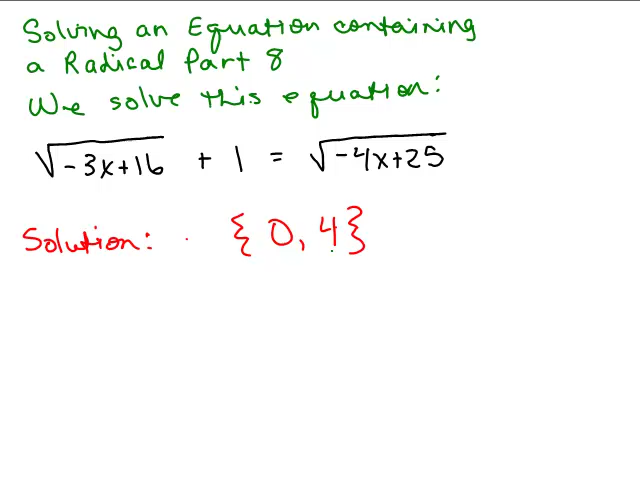 Solving an Equation containing
a Radical Part 8
We solve this equation:
√(-3x+16) + 1 = √(-4x+25)
Solution: {0, 4}